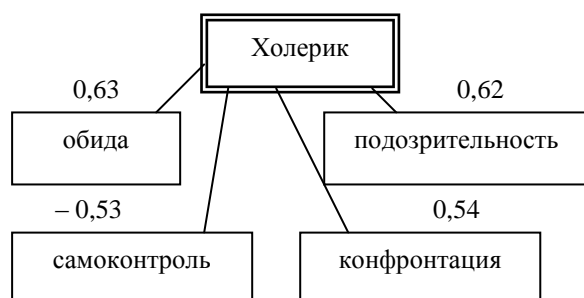 Холерик
0,63
0,62
обида
подозрительность
– 0,53
0,54
самоконтроль
конфронтация